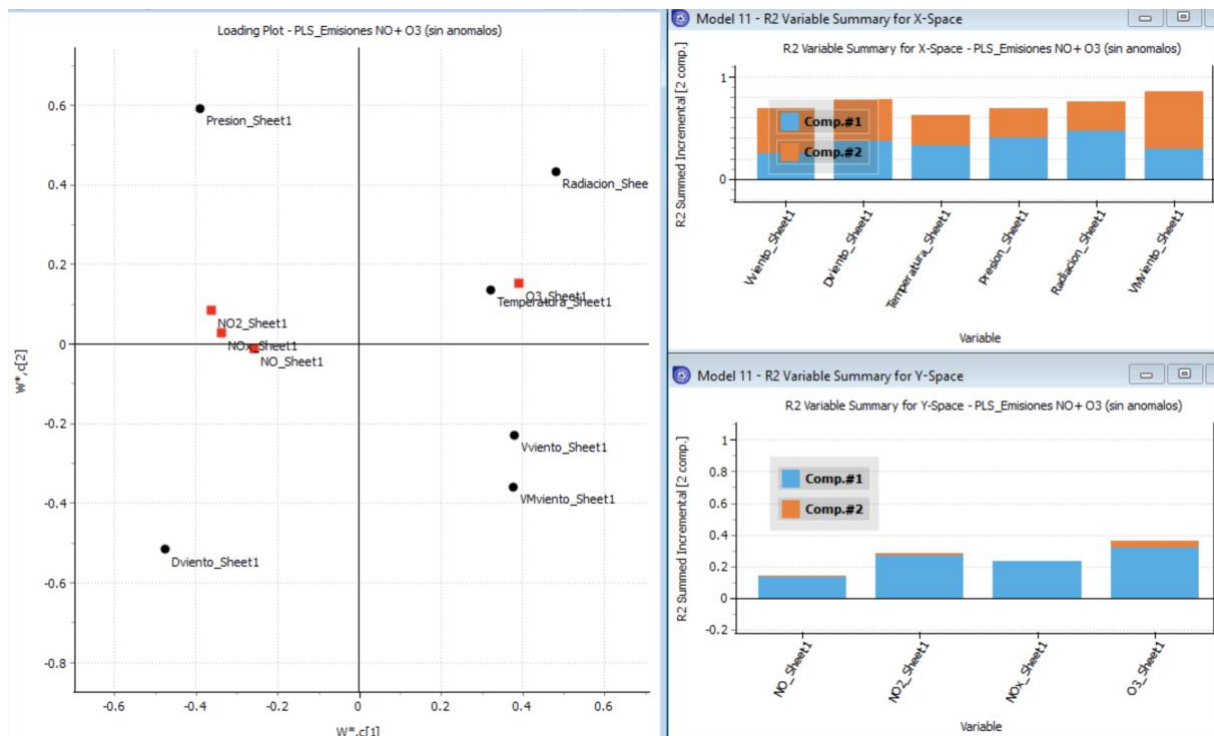 Loading Plot - PLS_Emisiones NO+ O3 (sin anomalos)
0.6
0.4
0.2
0
-0.2
-0.4
-0.6
-0.8
W*,c[2]
Presion_Sheet1
Radiacion_Shee
O3_Sheet1
Temperatura_Sheet1
NO2_Sheet1
NOx_Sheet1
NO_Sheet1
Vviento_Sheet1
VMviento_Sheet1
Dviento_Sheet1
-0.6
-0.4
-0.2
0
0.2
0.4
0.6
W*,c[1]
Model 11 - R2 Variable Summary for X-Space
R2 Variable Summary for X-Space - PLS_Emisiones NO+ O3 (sin anomalos)
R2 Summed Incremental [2 comp.]
1
0
Comp.#1
Comp.#2
Vviento_Sheet1
Dviento_Sheet1
Temperatura_Sheet1
Presion_Sheet1
Radiacion_Sheet1
VMviento_Sheet1
Variable
Model 11 - R2 Variable Summary for Y-Space
R2 Variable Summary for Y-Space - PLS_Emisiones NO+ O3 (sin anomalos)
R2 Summed Incremental [2 comp.]
1
0.8
0.6
0.4
0.2
0
-0.2
Comp.#1
Comp.#2
NO_Sheet1
NO2_Sheet1
NOx_Sheet1
O3_Sheet1
Variable